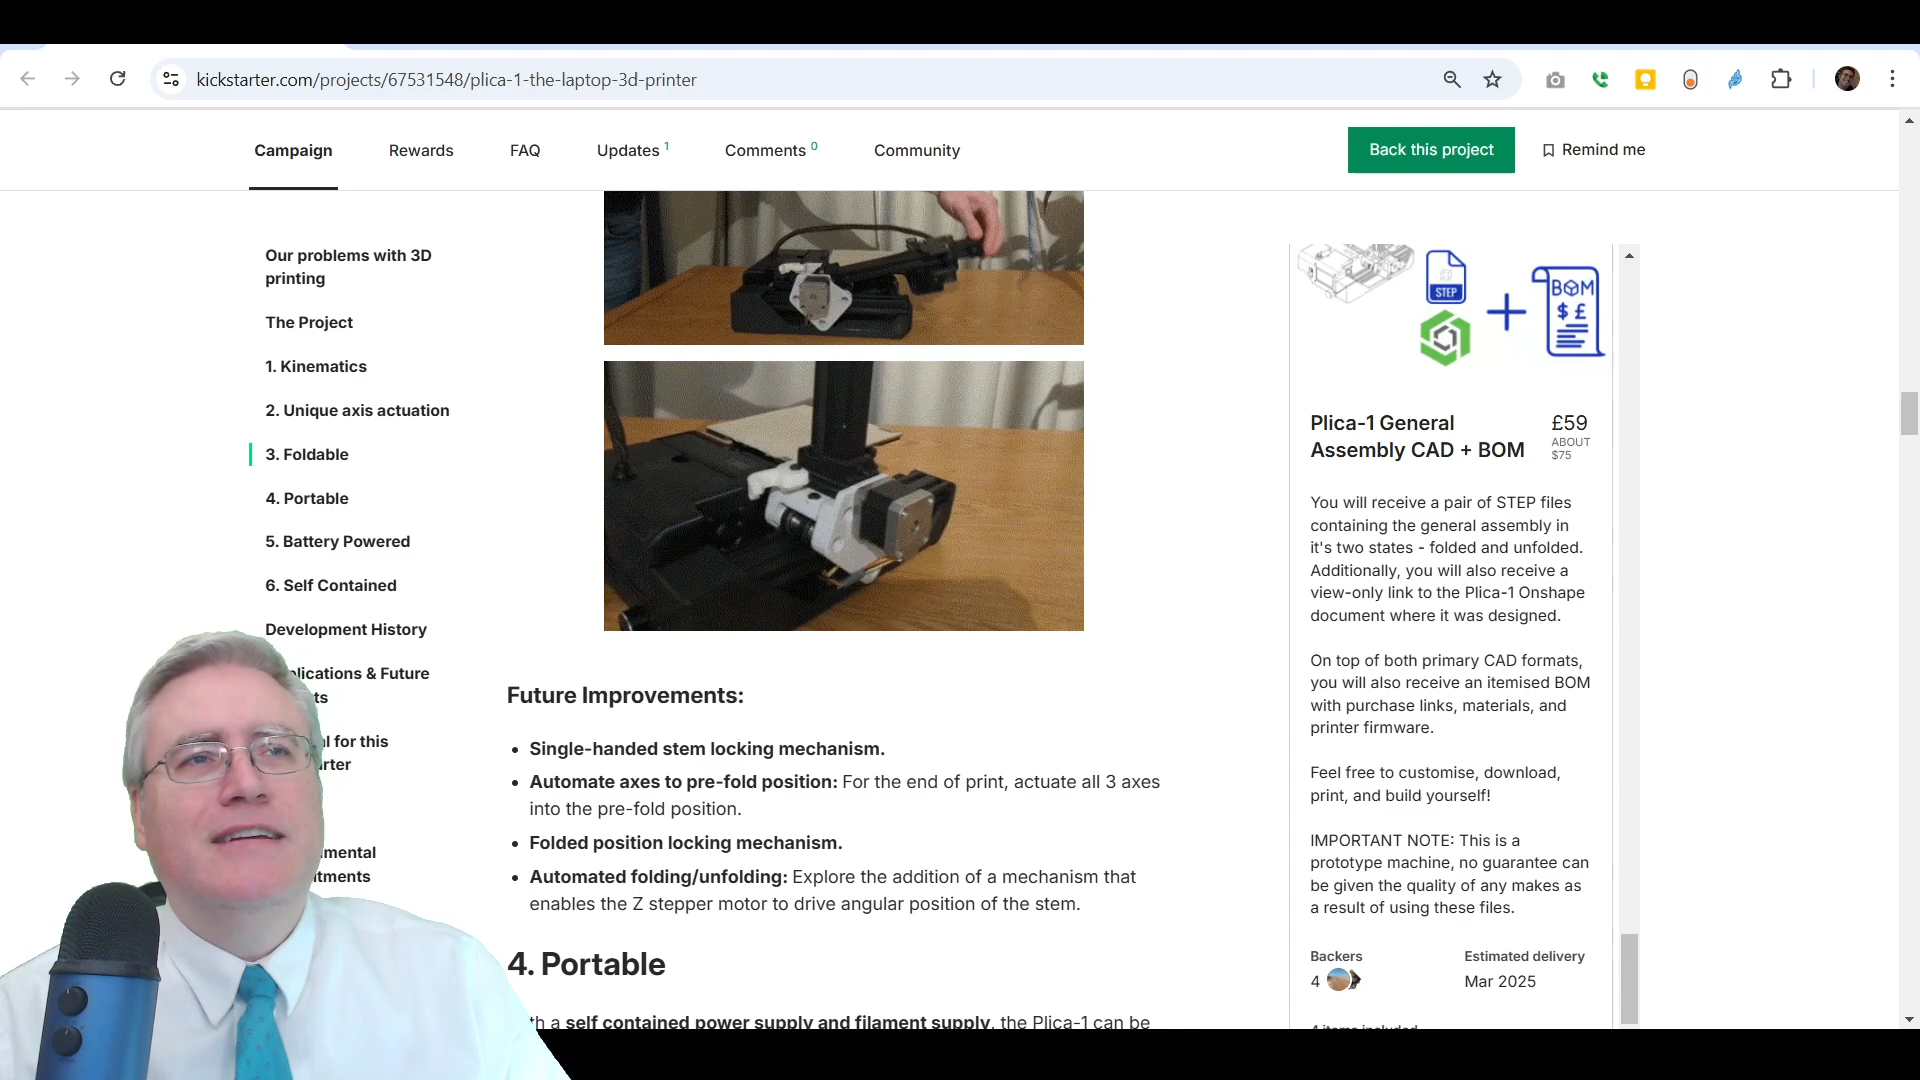 kickstarter.com/projects/67531548/plica-1-the-laptop-3d-printer
Campaign
Rewards
FAQ
Updates 1
Comments 0
Community
Back this project
Remind me
Our problems with 3D
printing
The Project
1. Kinematics
2. Unique axis actuation
3. Foldable
4. Portable
5. Battery Powered
6. Self Contained
Development History
& Future
for this
Future Improvements:
• Single-handed stem locking mechanism.
• Automate axes to pre-fold position: For the end of print, actuate all 3 axes
into the pre-fold position.
• Folded position locking mechanism.
• Automated folding/unfolding: Explore the addition of a mechanism that
enables the Z stepper motor to drive angular position of the stem.
4. Portable
a self contained power supply and filament supply, the Plica-1 can be
STEP
BOM
$ £
Plica-1 General
Assembly CAD + BOM
£59
ABOUT
$75
You will receive a pair of STEP files
containing the general assembly in
it's two states - folded and unfolded.
Additionally, you will also receive a
view-only link to the Plica-1 Onshape
document where it was designed.
On top of both primary CAD formats,
you will also receive an itemised BOM
with purchase links, materials, and
printer firmware.
Feel free to customise, download,
print, and build yourself!
IMPORTANT NOTE: This is a
prototype machine, no guarantee can
be given the quality of any makes as
a result of using these files.
Backers
4
Estimated delivery
Mar 2025
4 items included